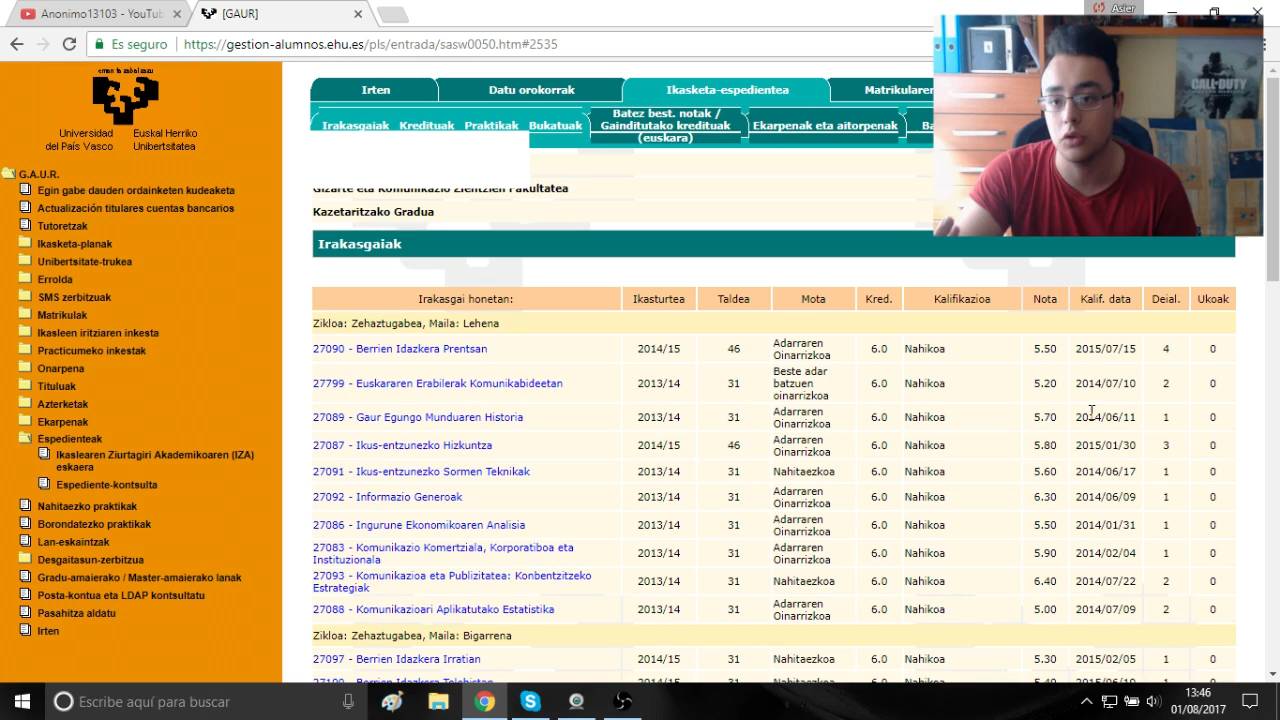 Anonimo13103 - YouTub
[GAUR]
Asier
Es seguro
https://gestion-alumnos.ehu.es/pls/entrada/sasw0050.htm#2535
eman ta zabal zazu
Universidad
del País Vasco
Euskal Herriko
Unibertsitatea
G.A.U.R.
Egin gabe dauden ordainketen kudeaketa
Actualización titulares cuentas bancarios
Tutoretzak
Ikasketa-planak
Unibertsitate-trukea
Errolda
SMS zerbitzuak
Matrikulak
Ikasleen iritziaren inkesta
Practicumeko inkestak
Onarpena
Tituluak
Azterketak
Ekarpenak
Espedienteak
Ikaslearen Ziurtagiri Akademikoaren (IZA)
eskaera
Espediente-kontsulta
Nahitaezko praktikak
Borondatezko praktikak
Lan-eskaintzak
Desgaitasun-zerbitzua
Gradu-amaierako / Master-amaierako lanak
Posta-kontua eta LDAP kontsultatu
Pasahitza aldatu
Irten
Irten Datu orokorrak Ikasketa-espedientea Matrikularen
Irakasgaiak Kredituak Praktikak Bukatuak
Batez best. notak /
Gainditutako kredituak
(euskara)
Ekarpenak eta aitorpenak
Ba
CALL OF DUTY
Gizarte eta Komunikazio Zientzien Fakultatea
Kazetaritzako Gradua
Irakasgaiak
Irakasgai honetan: Ikasturtea Taldea Mota Kred. Kalifikazioa Nota Kalif. data Deial. Ukoak
Zikloa: Zehaztugabea, Maila: Lehena
27090 - Berrien Idazkera Prentsan 2014/15 46 Adarraren Oinarrizkoa 6.0 Nahikoa 5.50 2015/07/15 4 0
27799 - Euskararen Erabilerak Komunikabideetan 2013/14 31 Beste adar batzuen oinarrizkoa 6.0 Nahikoa 5.20 2014/07/10 2 0
27089 - Gaur Egungo Munduaren Historia 2013/14 31 Adarraren Oinarrizkoa 6.0 Nahikoa 5.70 2014/06/11 1 0
27087 - Ikus-entzunezko Hizkuntza 2014/15 46 Adarraren Oinarrizkoa 6.0 Nahikoa 5.80 2015/01/30 3 0
27091 - Ikus-entzunezko Sormen Teknikak 2013/14 31 Nahitaezkoa 6.0 Nahikoa 5.60 2014/06/17 1 0
27092 - Informazio Generoak 2013/14 31 Adarraren Oinarrizkoa 6.0 Nahikoa 6.30 2014/06/09 1 0
27086 - Ingurune Ekonomikoaren Analisia 2013/14 31 Adarraren Oinarrizkoa 6.0 Nahikoa 5.50 2014/01/31 1 0
27083 - Komunikazio Komertziala, Korporatiboa eta Instituzionala 2013/14 31 Adarraren Oinarrizkoa 6.0 Nahikoa 5.90 2014/02/04 1 0
27093 - Komunikazioa eta Publizitatea: Konbentzitzeko Estrategiak 2013/14 31 Nahitaezkoa 6.0 Nahikoa 6.40 2014/07/22 2 0
27088 - Komunikazioari Aplikatutako Estatistika 2013/14 31 Adarraren Oinarrizkoa 6.0 Nahikoa 5.00 2014/07/09 2 0
Zikloa: Zehaztugabea, Maila: Bigarrena
27097 - Berrien Idazkera Irratian 2014/15 31 Nahitaezkoa 6.0 Nahikoa 5.30 2015/02/05 1 0
Escribe aquí para buscar
13:46
01/08/2017